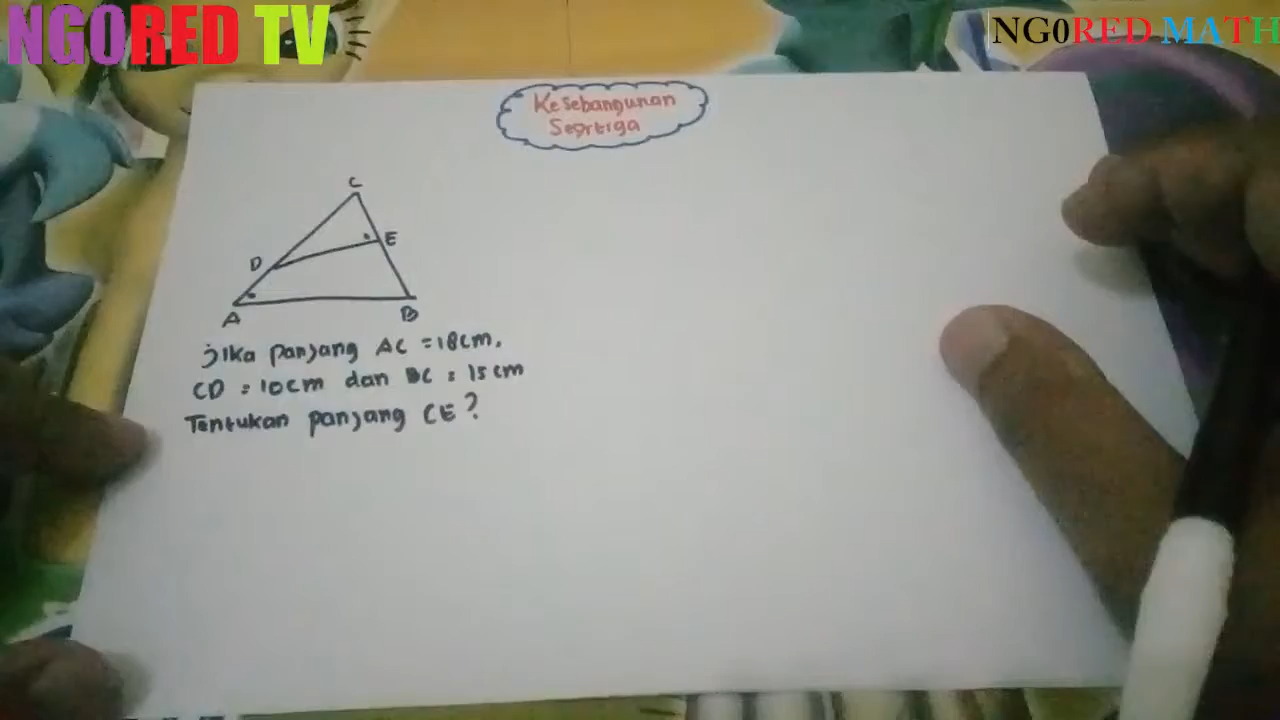 NGORED TV
NG0RED MATH
Kesebangunan
Segitiga
C
D
E
A
B
Jika panjang AC = 18cm.
CD = 10cm dan BC = 15cm
Tentukan panjang CE?